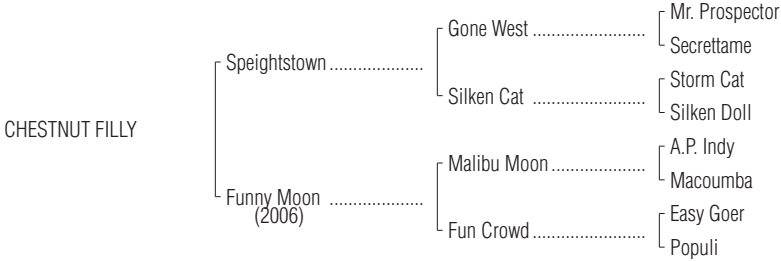 Mr. Prospector
Gone West ........................
Secrettame
Speightstown ....................
Storm Cat
Silken Cat ........................
Silken Doll
CHESTNUT FILLY
A.P. Indy
Malibu Moon ....................
Macoumba
Funny Moon ....................
(2006)
Easy Goer
Fun Crowd ........................
Populi